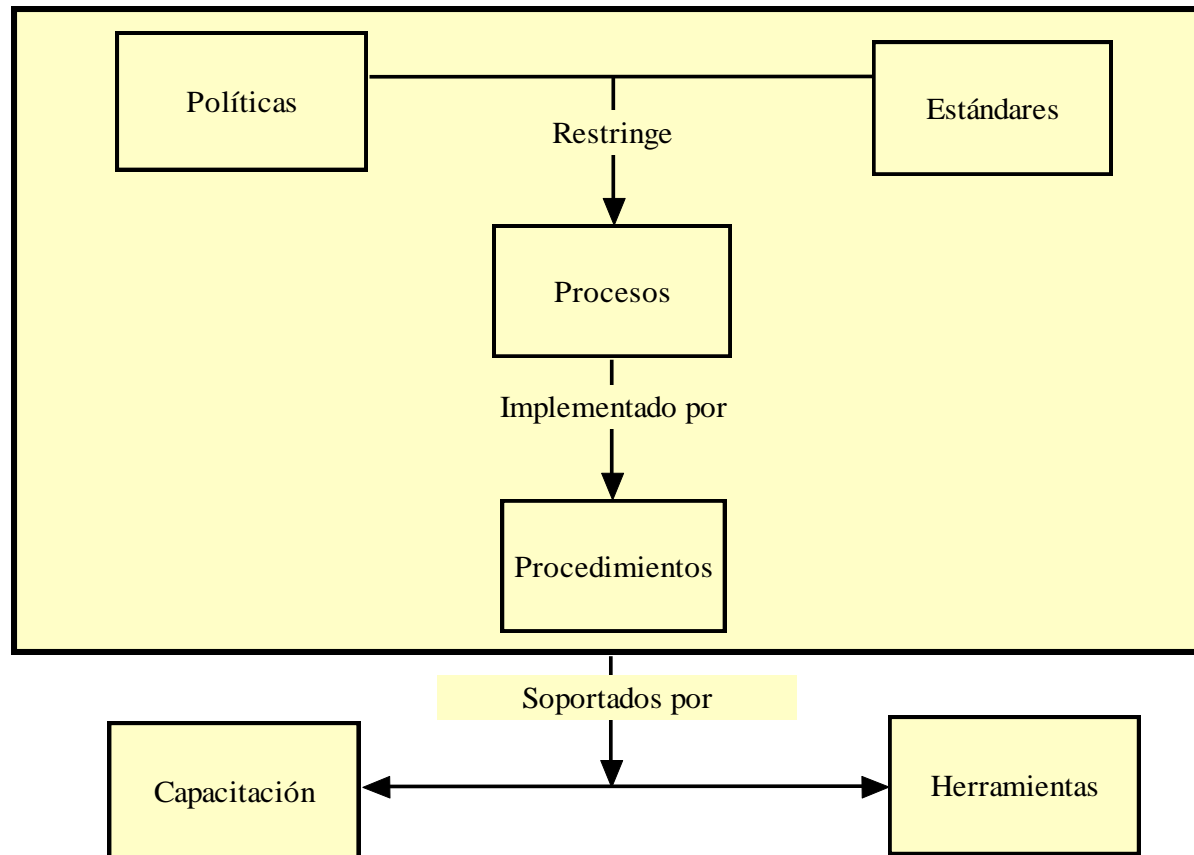 Políticas
Estándares
Restringe
Procesos
Implementado por
Procedimientos
Soportados por
Capacitación
Herramientas